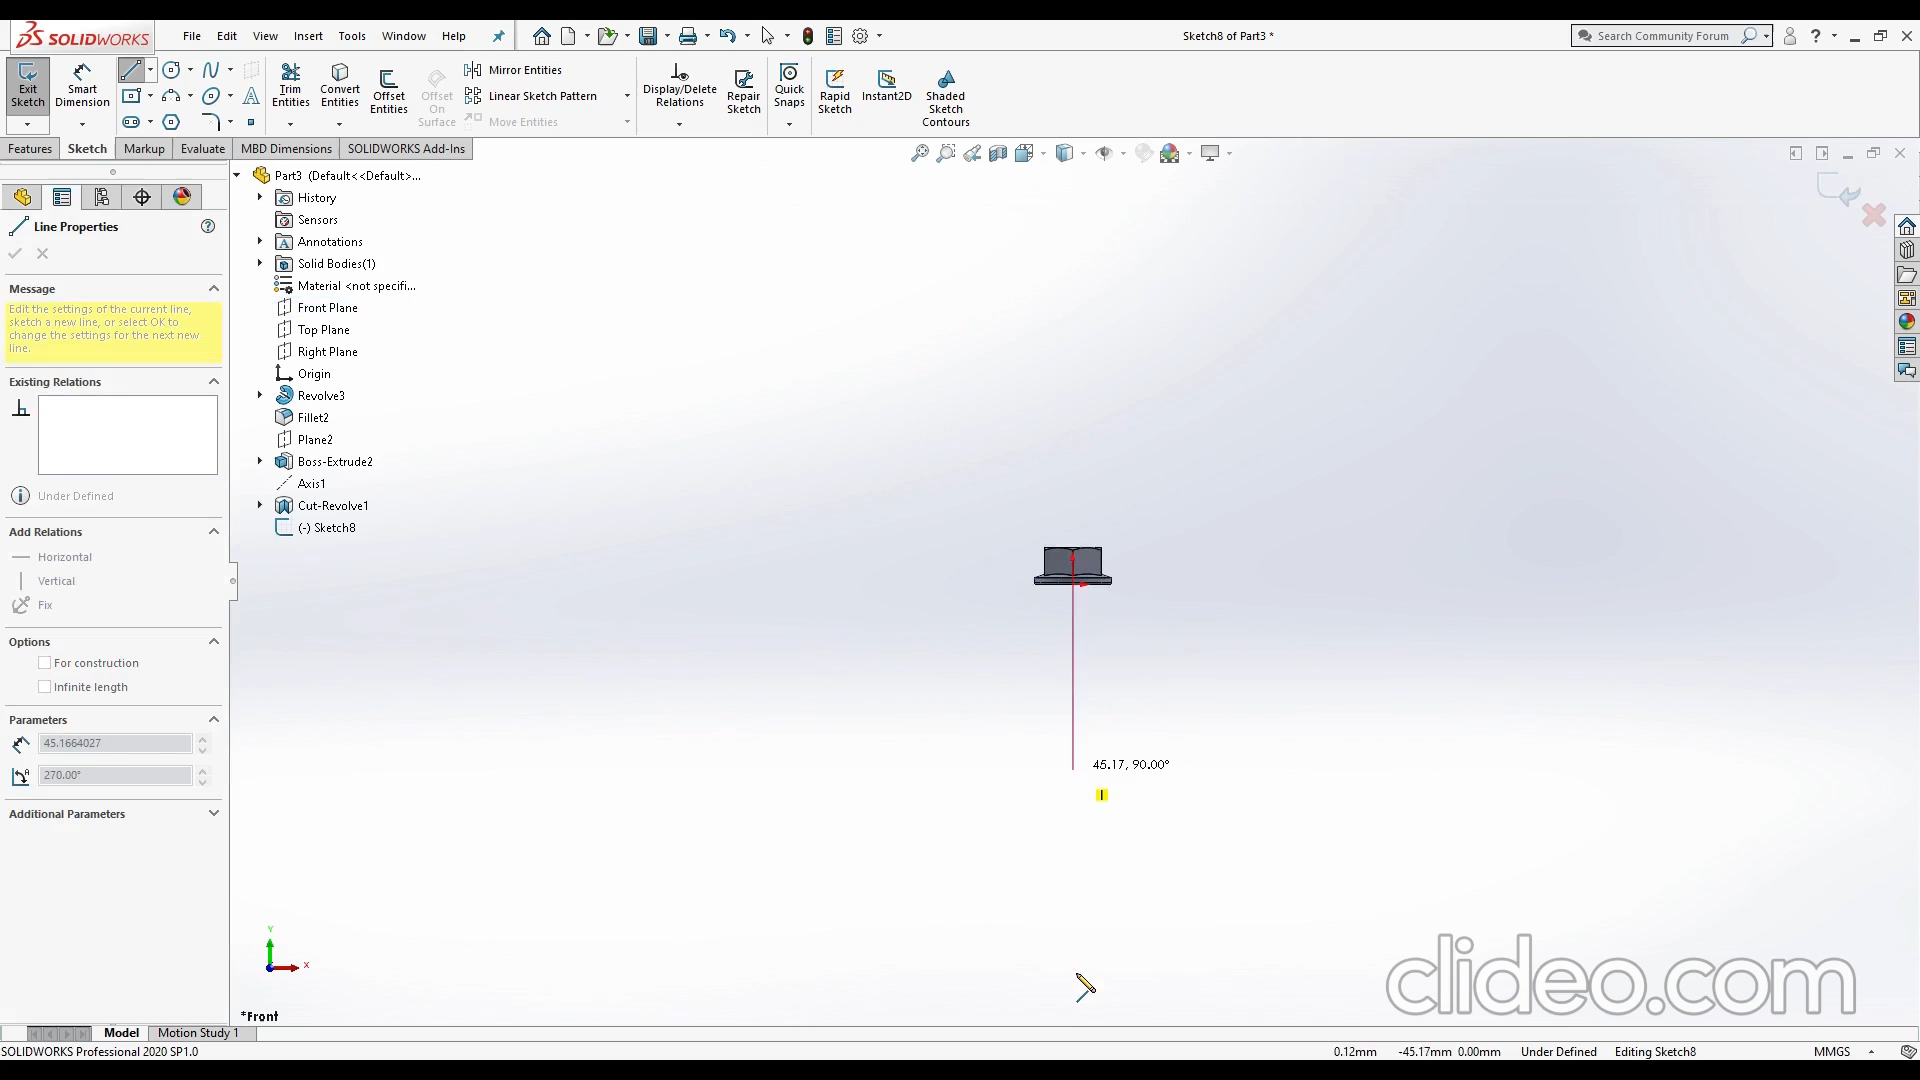 SOLIDWORKS
File Edit View Insert Tools Window Help
Sketch8 of Part3 *
Search Community Forum
Exit Sketch
Smart Dimension
Trim Entities
Convert Entities
Offset Entities
Offset On Surface
Mirror Entities
Linear Sketch Pattern
Move Entities
Display/Delete Relations
Repair Sketch
Quick Snaps
Rapid Sketch
Instant2D
Shaded Sketch Contours
Features Sketch Markup Evaluate MBD Dimensions SOLIDWORKS Add-Ins
Line Properties
Message
Edit the settings of the current line,
sketch a new line, or select OK to
change the settings for the next new
line.
Existing Relations
Under Defined
Add Relations
Horizontal
Vertical
Fix
Options
For construction
Infinite length
Parameters
45.1664027
270.00°
Additional Parameters
Part3 (Default<<Default>...
History
Sensors
Annotations
Solid Bodies(1)
Material <not specifi...
Front Plane
Top Plane
Right Plane
Origin
Revolve3
Fillet2
Plane2
Boss-Extrude2
Axis1
Cut-Revolve1
(-) Sketch8
45.17, 90.00°
Y
X
*Front
clideo.com
Model Motion Study 1
SOLIDWORKS Professional 2020 SP1.0
0.12mm -45.17mm 0.00mm Under Defined Editing Sketch8 MMGS